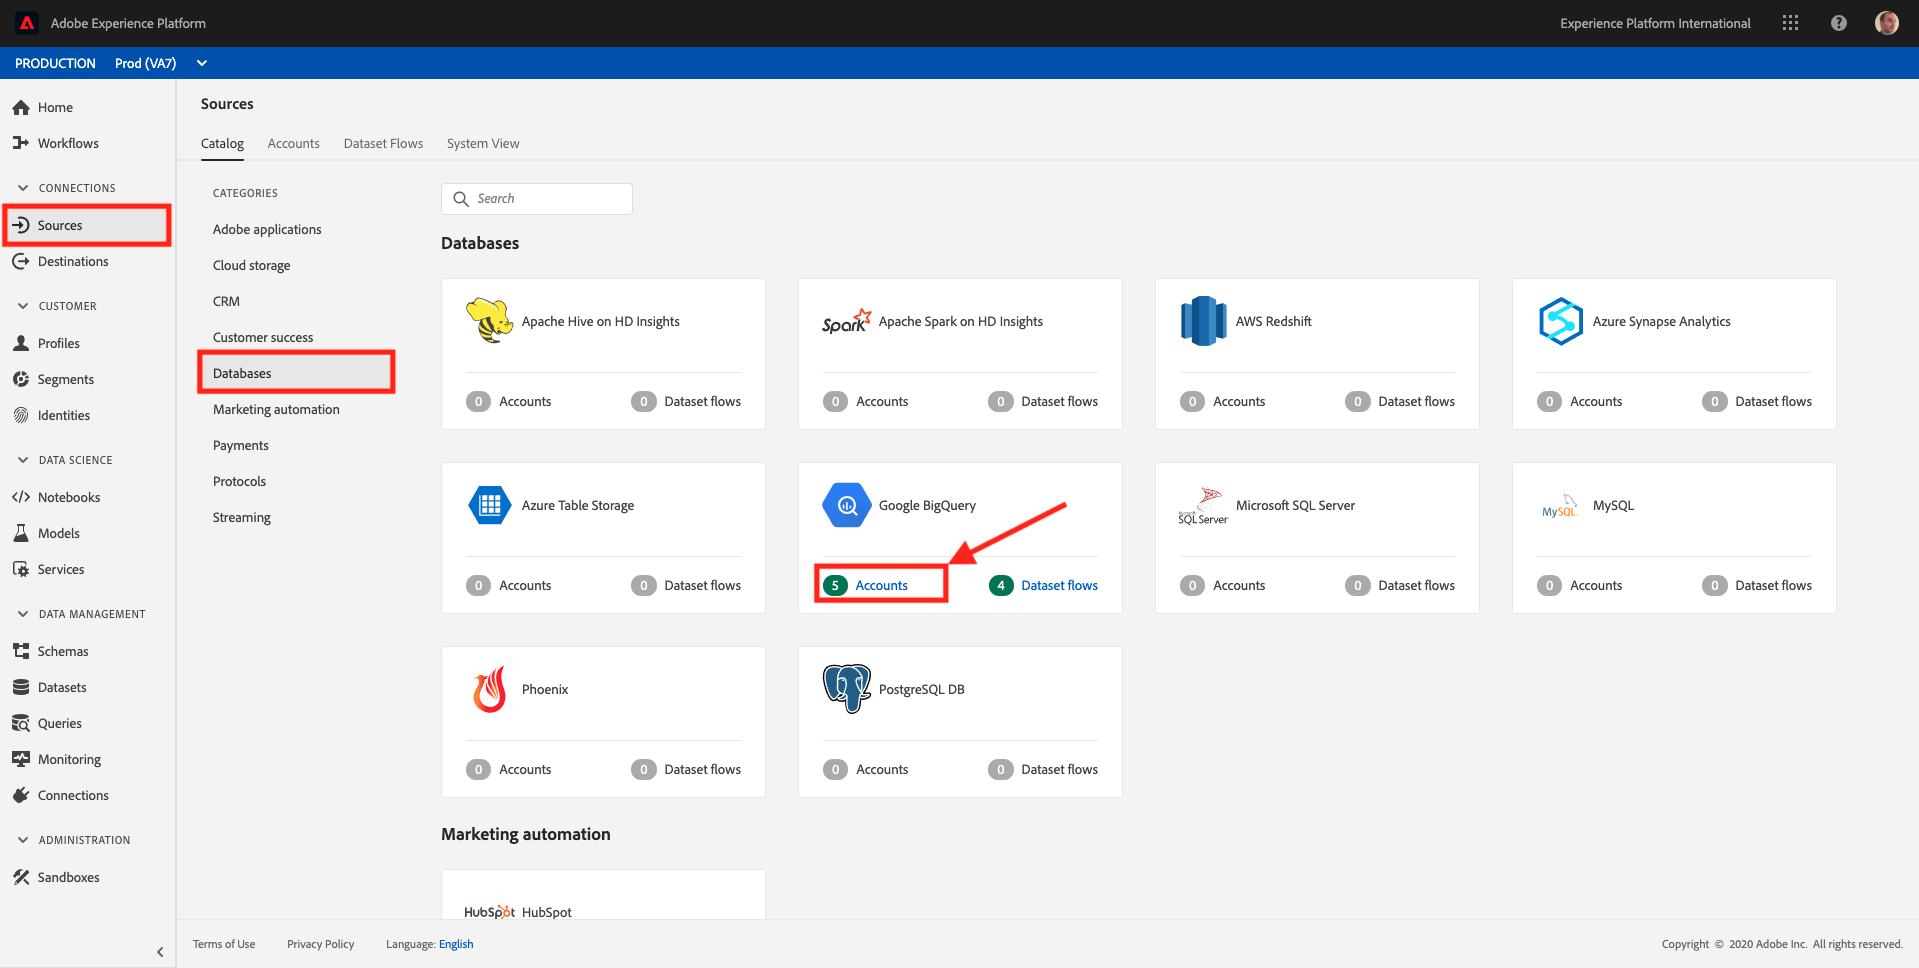 Adobe Experience Platform
Experience Platform International
PRODUCTION Prod (VA7)
Home
Workflows
CONNECTIONS
Sources
Destinations
CUSTOMER
Profiles
Segments
Identities
DATA SCIENCE
Notebooks
Models
Services
DATA MANAGEMENT
Schemas
Datasets
Queries
Monitoring
Connections
ADMINISTRATION
Sandboxes
Sources
Catalog Accounts Dataset Flows System View
CATEGORIES
Adobe applications
Cloud storage
CRM
Customer success
Databases
Marketing automation
Payments
Protocols
Streaming
Search
Databases
Apache Hive on HD Insights
0 Accounts 0 Dataset flows
Spark Apache Spark on HD Insights
0 Accounts 0 Dataset flows
AWS Redshift
0 Accounts 0 Dataset flows
Azure Synapse Analytics
0 Accounts 0 Dataset flows
Azure Table Storage
0 Accounts 0 Dataset flows
Google BigQuery
5 Accounts 4 Dataset flows
Microsoft
SQL Server
Microsoft SQL Server
0 Accounts 0 Dataset flows
MySQL MySQL
0 Accounts 0 Dataset flows
Phoenix
0 Accounts 0 Dataset flows
PostgreSQL DB
0 Accounts 0 Dataset flows
Marketing automation
HubSpot HubSpot
Terms of Use Privacy Policy Language: English
Copyright © 2020 Adobe Inc. All rights reserved.